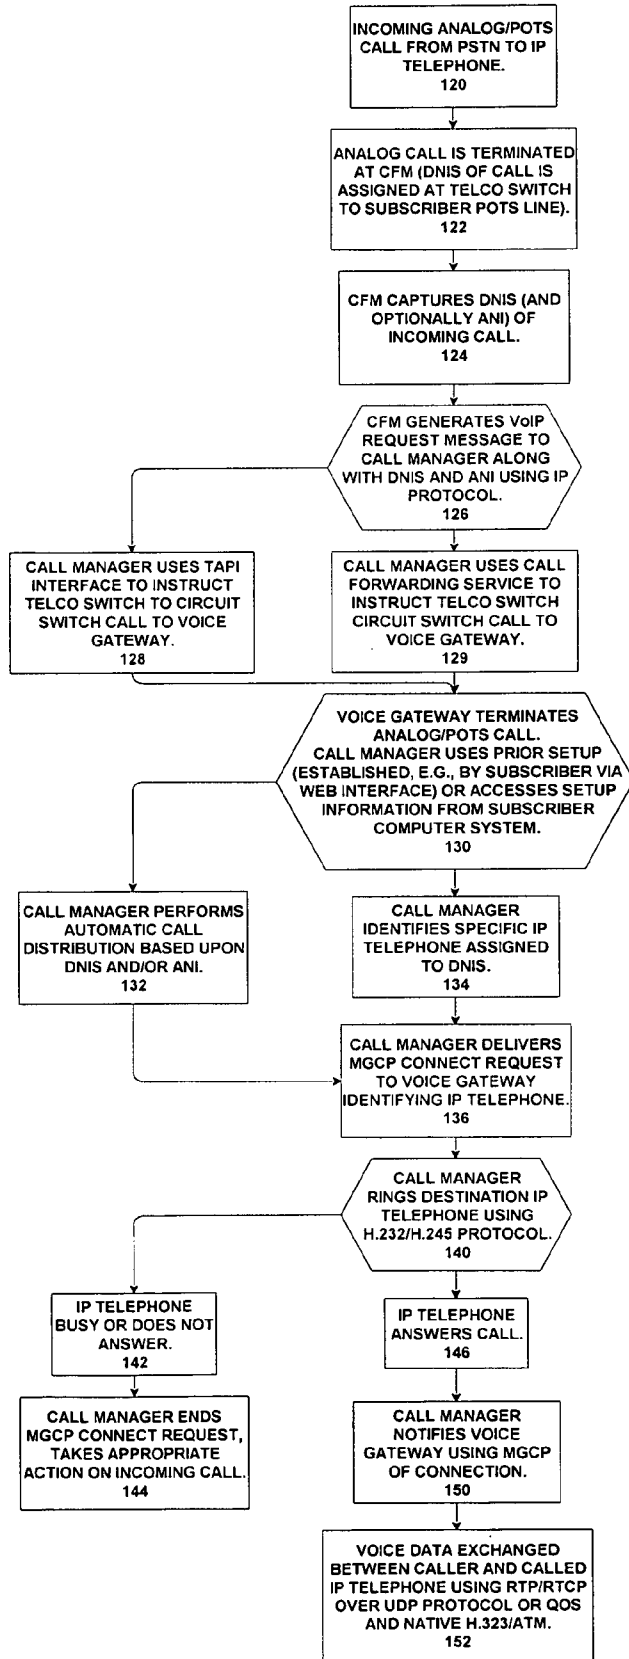 INCOMING ANALOG/POTS
CALL FROM PSTN TO IP
TELEPHONE.
120
ANALOG CALL IS TERMINATED
AT CFM (DNIS OF CALL IS
ASSIGNED AT TELCO SWITCH
TO SUBSCRIBER POTS LINE).
122
CFM CAPTURES DNIS (AND
OPTIONALLY ANI) OF
INCOMING CALL.
124
CFM GENERATES VoIP
REQUEST MESSAGE TO
CALL MANAGER ALONG
WITH DNIS AND ANI USING IP
PROTOCOL.
126
CALL MANAGER USES TAPI
INTERFACE TO INSTRUCT
TELCO SWITCH TO CIRCUIT
SWITCH CALL TO VOICE
GATEWAY.
128
CALL MANAGER USES CALL
FORWARDING SERVICE TO
INSTRUCT TELCO SWITCH
CIRCUIT SWITCH CALL TO
VOICE GATEWAY.
129
VOICE GATEWAY TERMINATES
ANALOG/POTS CALL.
CALL MANAGER USES PRIOR SETUP
(ESTABLISHED, E.G., BY SUBSCRIBER VIA
WEB INTERFACE) OR ACCESSES SETUP
INFORMATION FROM SUBSCRIBER
COMPUTER SYSTEM.
130
CALL MANAGER PERFORMS
AUTOMATIC CALL
DISTRIBUTION BASED UPON
DNIS AND/OR ANI.
132
CALL MANAGER
IDENTIFIES SPECIFIC IP
TELEPHONE ASSIGNED
TO DNIS.
134
CALL MANAGER DELIVERS
MGCP CONNECT REQUEST
TO VOICE GATEWAY
IDENTIFYING IP TELEPHONE.
136
CALL MANAGER
RINGS DESTINATION IP
TELEPHONE USING
H.232/H.245 PROTOCOL.
140
IP TELEPHONE
BUSY OR DOES NOT
ANSWER.
142
IP TELEPHONE
ANSWERS CALL.
146
CALL MANAGER ENDS
MGCP CONNECT REQUEST,
TAKES APPROPRIATE
ACTION ON INCOMING CALL.
144
CALL MANAGER
NOTIFIES VOICE
GATEWAY USING MGCP
OF CONNECTION.
150
VOICE DATA EXCHANGED
BETWEEN CALLER AND CALLED
IP TELEPHONE USING RTP/RTCP
OVER UDP PROTOCOL OR QOS
AND NATIVE H.323/ATM.
152